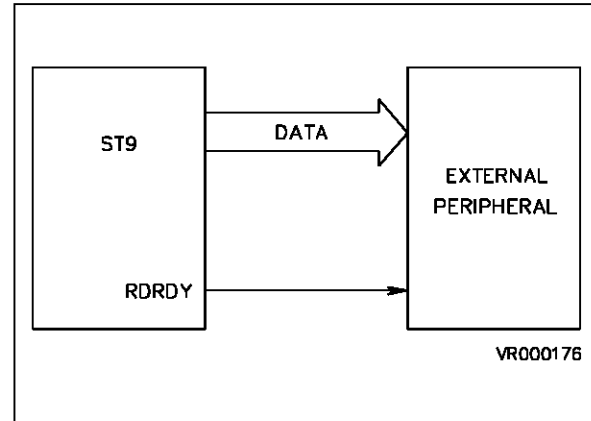 ST9
DATA
EXTERNAL
PERIPHERAL
RDRDY
VR000176